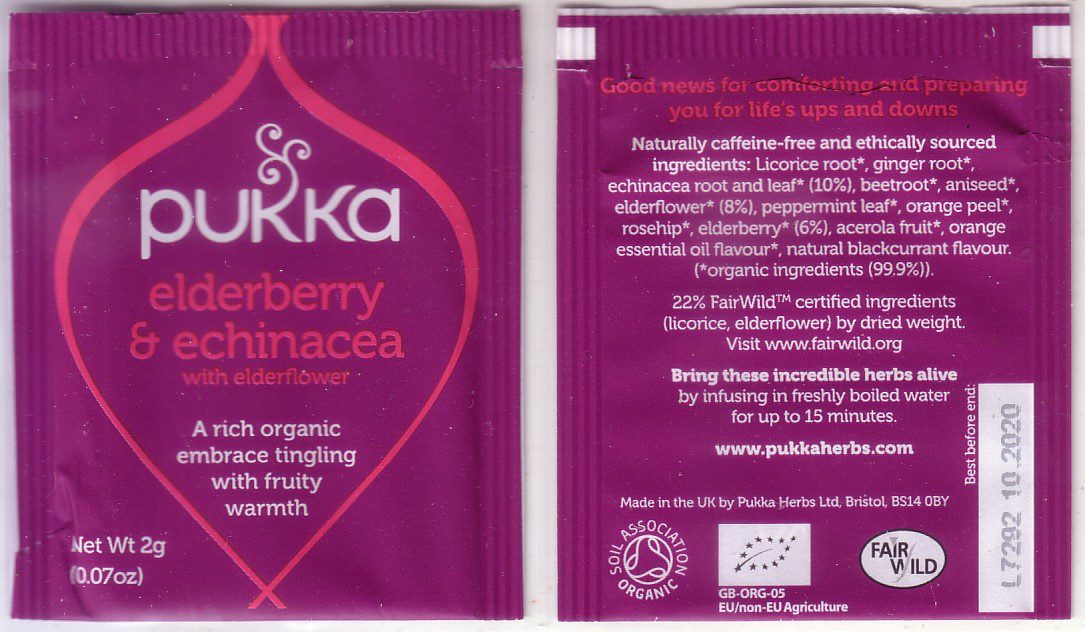 pukka
elderberry
& echinacea
with elderflower
A rich organic
embrace tingling
with fruity
warmth
Net Wt 2g
(0.07oz)
Good news for comforting and preparing
you for life's ups and downs
Naturally caffeine-free and ethically sourced
ingredients: Licorice root*, ginger root*,
echinacea root and leaf* (10%), beetroot*, aniseed*,
elderflower* (8%), peppermint leaf*, orange peel*,
rosehip*, elderberry* (6%), acerola fruit*, orange
essential oil flavour*, natural blackcurrant flavour.
(*organic ingredients (99.9%)).
22% FairWild™ certified ingredients
(licorice, elderflower) by dried weight.
Visit www.fairwild.org
Bring these incredible herbs alive
by infusing in freshly boiled water
for up to 15 minutes.
www.pukkaherbs.com
Best before end:
L7292 10 2020
Made in the UK by Pukka Herbs Ltd, Bristol, BS14 0BY
SOIL ASSOCIATION
ORGANIC
GB-ORG-05
EU/non-EU Agriculture
FAIR
WILD